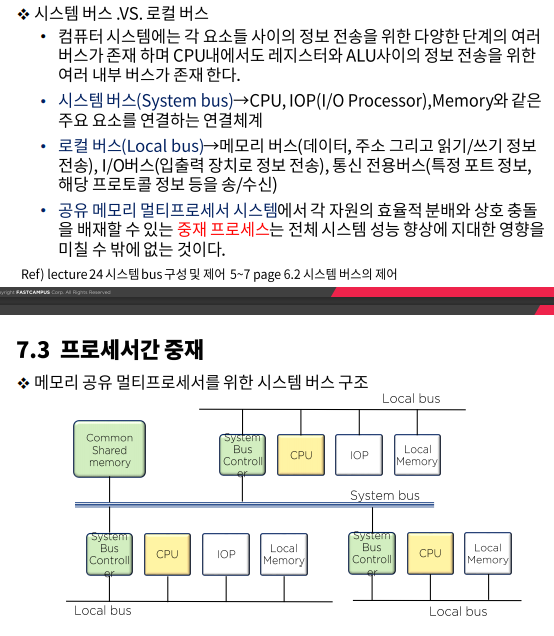 ❖ 시스템 버스 .VS. 로컬 버스
• 컴퓨터 시스템에는 각 요소들 사이의 정보 전송을 위한 다양한 단계의 여러
버스가 존재 하며 CPU내에서도 레지스터와 ALU사이의 정보 전송을 위한
여러 내부 버스가 존재 한다.
• 시스템 버스(System bus)→CPU, IOP(I/O Processor),Memory와 같은
주요 요소를 연결하는 연결체계
• 로컬 버스(Local bus)→메모리 버스(데이터, 주소 그리고 읽기/쓰기 정보
전송), I/O버스(입출력 장치로 정보 전송), 통신 전용버스(특정 포트 정보,
해당 프로토콜 정보 등을 송/수신)
• 공유 메모리 멀티프로세서 시스템에서 각 자원의 효율적 분배와 상호 충돌
을 배재할 수 있는 중재 프로세스는 전체 시스템 성능 향상에 지대한 영향을
미칠 수 밖에 없는 것이다.
Ref) lecture 24 시스템 bus 구성 및 제어 5~7 page 6.2 시스템 버스의 제어
yright FASTCAMPUS Corp. All Rights Reserved
7.3 프로세서간 중재
❖ 메모리 공유 멀티프로세서를 위한 시스템 버스 구조
Local bus
Common
Shared
memory
System
Bus
Controll
er
CPU
IOP
Local
Memory
System bus
System
Bus
Controll
er
CPU
IOP
Local
Memory
System
Bus
Controll
er
CPU
Local
Memory
Local bus
Local bus